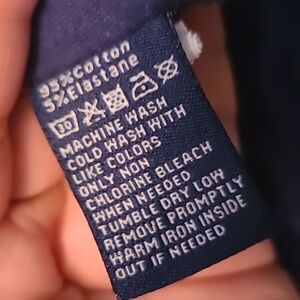 95%Cotton
5%Elastane
30
MACHINE WASH
COLD WASH WITH
LIKE COLORS
ONLY NON
CHLORINE BLEACH
WHEN NEEDED
TUMBLE DRY LOW
REMOVE PROMPTLY
WARM IRON INSIDE
OUT IF NEEDED